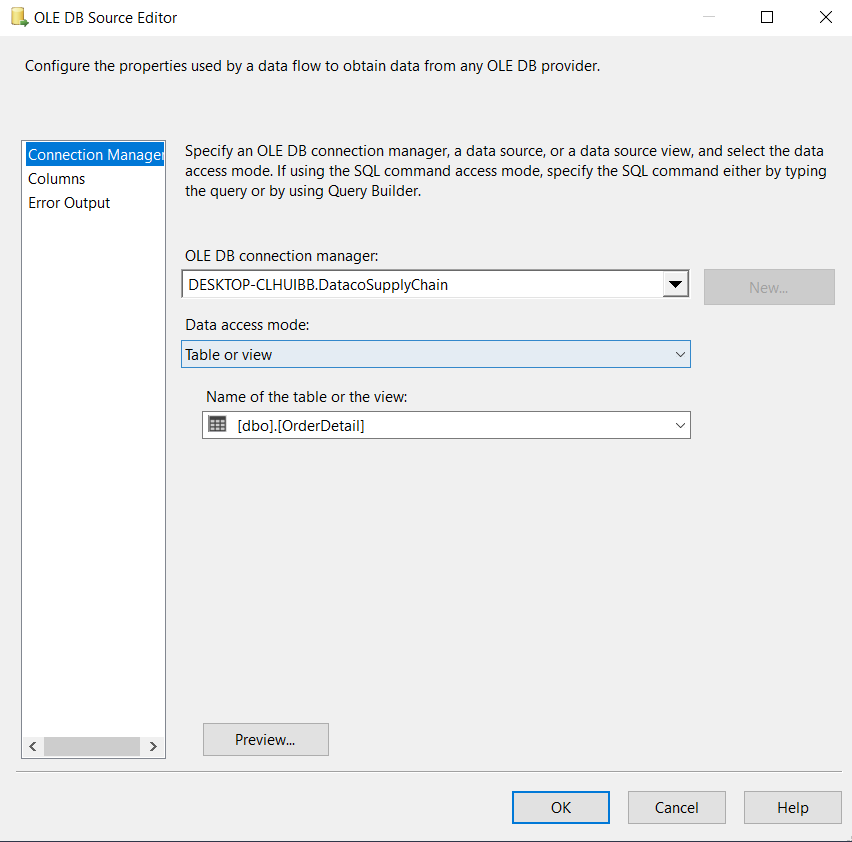 OLE DB Source Editor
Configure the properties used by a data flow to obtain data from any OLE DB provider.
Connection Manager
Columns
Error Output
Specify an OLE DB connection manager, a data source, or a data source view, and select the data
access mode. If using the SQL command access mode, specify the SQL command either by typing
the query or by using Query Builder.
OLE DB connection manager:
DESKTOP-CLHUIBB.DatacoSupplyChain
New...
Data access mode:
Table or view
Name of the table or the view:
[dbo].[OrderDetail]
Preview...
OK
Cancel
Help